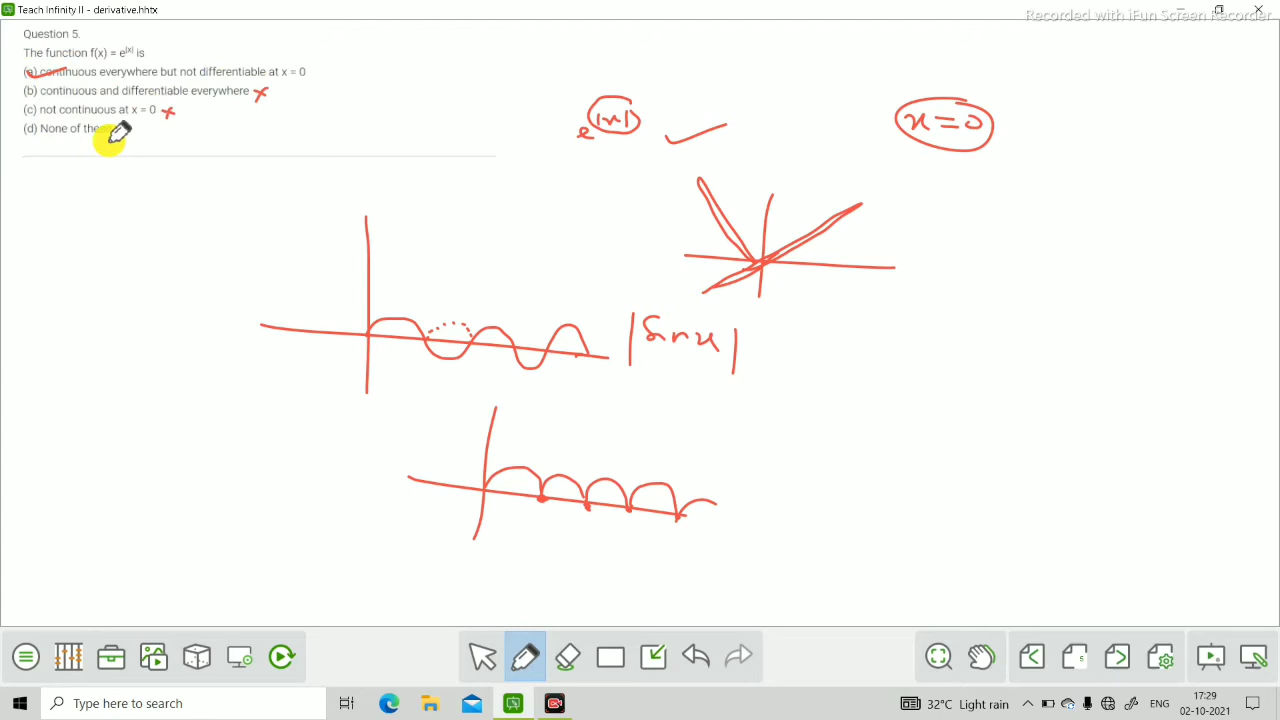 Teach Infinity II - derivative.hhtx
Recorded with iFun Screen Recorder
Question 5.
The function f(x) = e|x| is
(a) continuous everywhere but not differentiable at x = 0
(b) continuous and differentiable everywhere
(c) not continuous at x = 0
(d) None of
e|x|
x=0
|Sinx|
5
Type here to search
32°C Light rain
ENG
17:29
02-10-2021